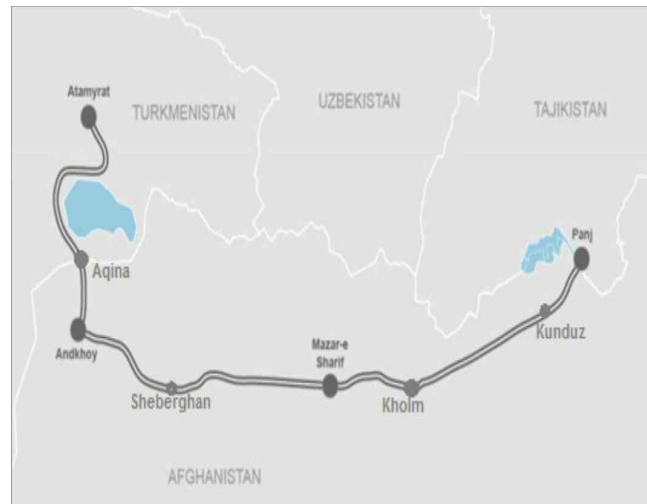 Atamyrat
TURKMENISTAN
UZBEKISTAN
TAJIKISTAN
Panj
Aqina
Kunduz
Andkhoy
Mazar-e
Sharif
Sheberghan
Kholm
AFGHANISTAN